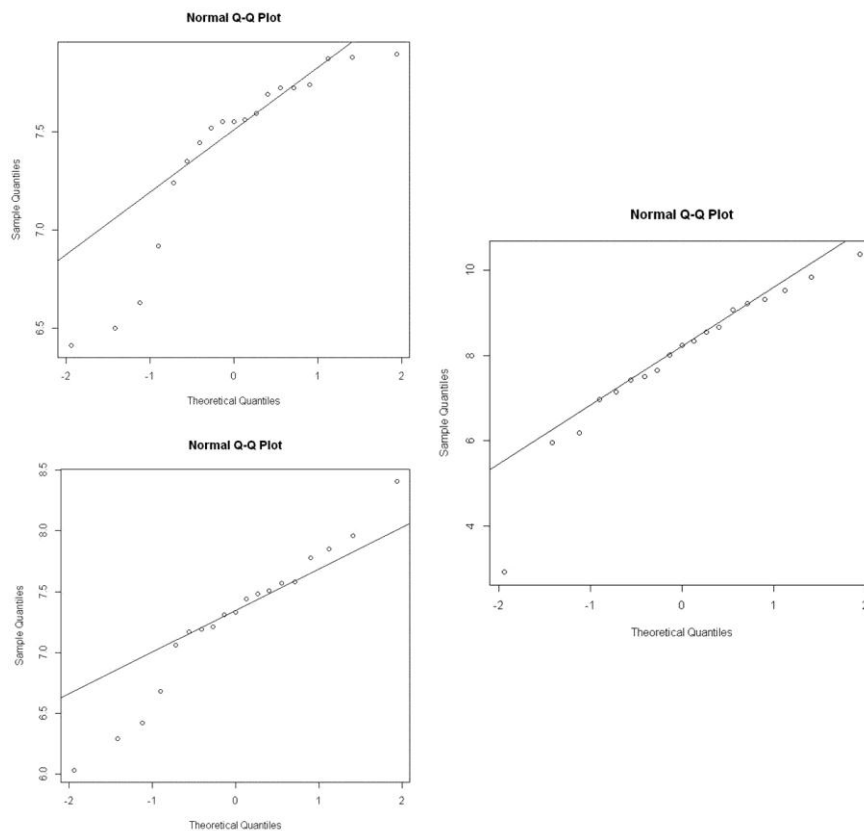 Normal Q-Q Plot
Sample Quantiles
7.5
7.0
6.5
-2 -1 0 1 2
Theoretical Quantiles
Normal Q-Q Plot
Sample Quantiles
8.5
8.0
7.5
7.0
6.5
6.0
-2 -1 0 1 2
Theoretical Quantiles
Normal Q-Q Plot
Sample Quantiles
10
8
6
4
-2 -1 0 1 2
Theoretical Quantiles